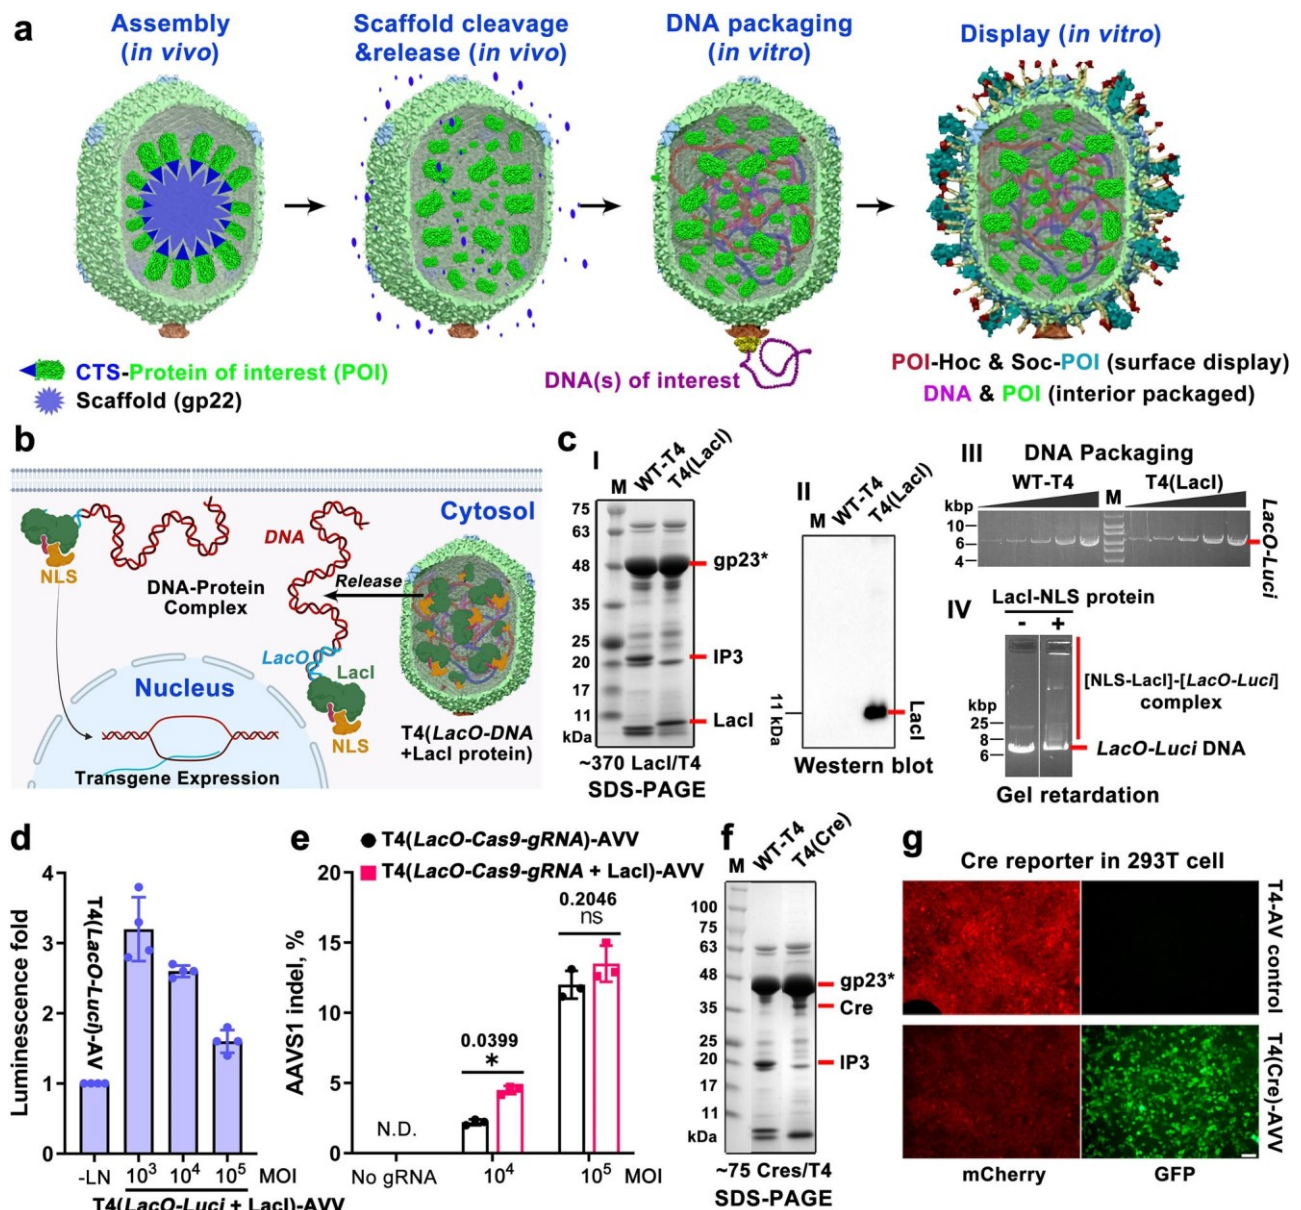 a
Assembly
(in vivo)
Scaffold cleavage
&release (in vivo)
DNA packaging
(in vitro)
Display (in vitro)
CTS-Protein of interest (POI)
Scaffold (gp22)
DNA(s) of interest
POI-Hoc & Soc-POI (surface display)
DNA & POI (interior packaged)
b
Cytosol
NLS
DNA-Protein
Complex
DNA
Release
LacO
LacI
NLS
T4(LacO-DNA
+LacI protein)
Nucleus
Transgene Expression
c
I
M
WT-T4
T4(LacI)
75
63
48
35
25
20
17
11
kDa
gp23*
IP3
LacI
~370 LacI/T4
SDS-PAGE
II
M
WT-T4
T4(LacI)
11 kDa
LacI
Western blot
III
DNA Packaging
WT-T4
M
T4(LacI)
kbp
10
6
4
LacO-Luci
IV
LacI-NLS protein
-
+
kbp
25
8
6
[NLS-LacI]-[LacO-Luci]
complex
LacO-Luci DNA
Gel retardation
d
Luminescence fold
4
3
2
1
0
T4(LacO-Luci)-AV
-LN
10³
10⁴
10⁵
MOI
T4(LacO-Luci + LacI)-AVV
e
T4(LacO-Cas9-gRNA)-AVV
T4(LacO-Cas9-gRNA + LacI)-AVV
AAVS1 indel, %
20
15
10
5
0
N.D.
0.0399
*
0.2046
ns
No gRNA
10⁴
10⁵
MOI
f
M
WT-T4
T4(Cre)
100
75
63
48
35
25
20
17
11
kDa
gp23*
Cre
IP3
~75 Cres/T4
SDS-PAGE
g
Cre reporter in 293T cell
T4-AV control
T4(Cre)-AVV
mCherry
GFP